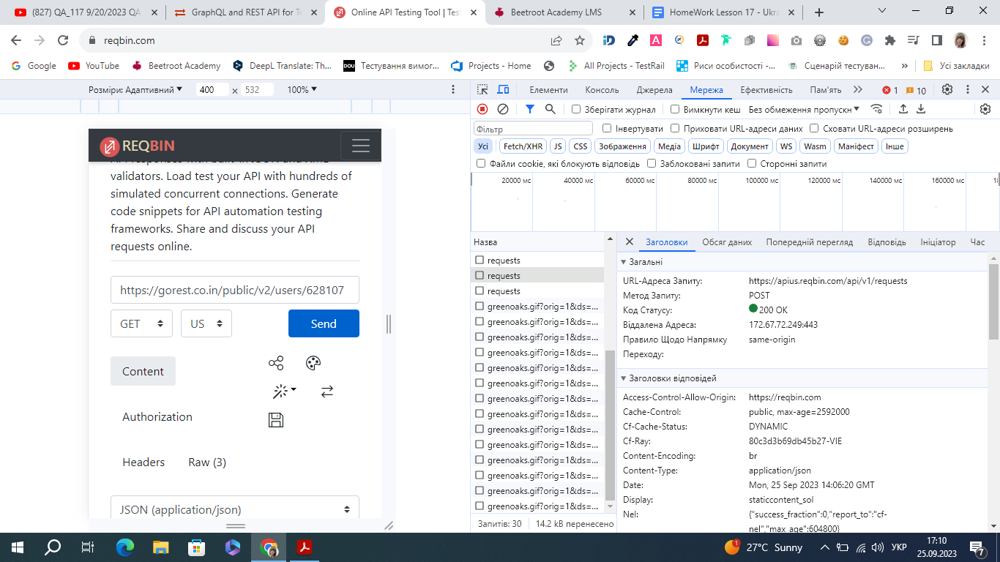 (827) QA_117 9/20/2023 QA
GraphQL and REST API for Te
Online API Testing Tool | Test
Beetroot Academy LMS
HomeWork Lesson 17 - Ukra
reqbin.com
Google
YouTube
Beetroot Academy
DeepL Translate: Th...
DOU
Тестування вимог...
Projects - Home
All Projects - TestRail
Риси особистості -...
Сценарій тестуван...
»
Усі закладки
Розміри: Адаптивний
400
×
532
100%
REQBIN
validators. Load test your API with hundreds of
simulated concurrent connections. Generate
code snippets for API automation testing
frameworks. Share and discuss your API
requests online.
https://gorest.co.in/public/v2/users/628107
GET
US
Send
Content
Authorization
Headers
Raw (3)
JSON (application/json)
Елементи
Консоль
Джерела
Мережа
Ефективність
Пам'ять
1
10
Зберігати журнал
Вимкнути кеш
Без обмеження пропускн
Фільтр
Інвертувати
Приховати URL-адреси даних
Сховати URL-адреси розширень
Усі
Fetch/XHR
JS
CSS
Зображення
Медіа
Шрифт
Документ
WS
Wasm
Маніфест
Інше
Файли cookie, які блокують відповідь
Заблоковані запити
Сторонні запити
20000 мс
40000 мс
60000 мс
80000 мс
100000 мс
120000 мс
140000 мс
160000 мс
Назва
requests
requests
requests
greenoaks.gif?orig=1&ds=...
greenoaks.gif?orig=1&ds=...
greenoaks.gif?orig=1&ds=...
greenoaks.gif?orig=1&ds=...
greenoaks.gif?orig=1&ds=...
greenoaks.gif?orig=1&ds=...
greenoaks.gif?orig=1&ds=...
greenoaks.gif?orig=1&ds=...
greenoaks.gif?orig=1&ds=...
greenoaks.gif?orig=1&ds=...
greenoaks.gif?orig=1&ds=...
greenoaks.gif?orig=1&ds=...
greenoaks.gif?orig=1&ds=...
greenoaks.gif?orig=1&ds=...
Запитів: 30
14.2 kB перенесено
Заголовки
Обсяг даних
Попередній перегляд
Відповідь
Ініціатор
Час
Загальні
URL-Адреса Запиту: https://apius.reqbin.com/api/v1/requests
Метод Запиту: POST
Код Статусу: 200 OK
Віддалена Адреса: 172.67.72.249:443
Правило Щодо Напрямку same-origin
Переходу:
Заголовки відповідей
Access-Control-Allow-Origin: https://reqbin.com
Cache-Control: public, max-age=2592000
Cf-Cache-Status: DYNAMIC
Cf-Ray: 80c3d3b69db45b27-VIE
Content-Encoding: br
Content-Type: application/json
Date: Mon, 25 Sep 2023 14:06:20 GMT
Display: staticcontent_sol
Nel: {"success_fraction":0,"report_to":"cf-
nel","max_age":604800}
1
27°C Sunny
УКР
17:10
25.09.2023
7